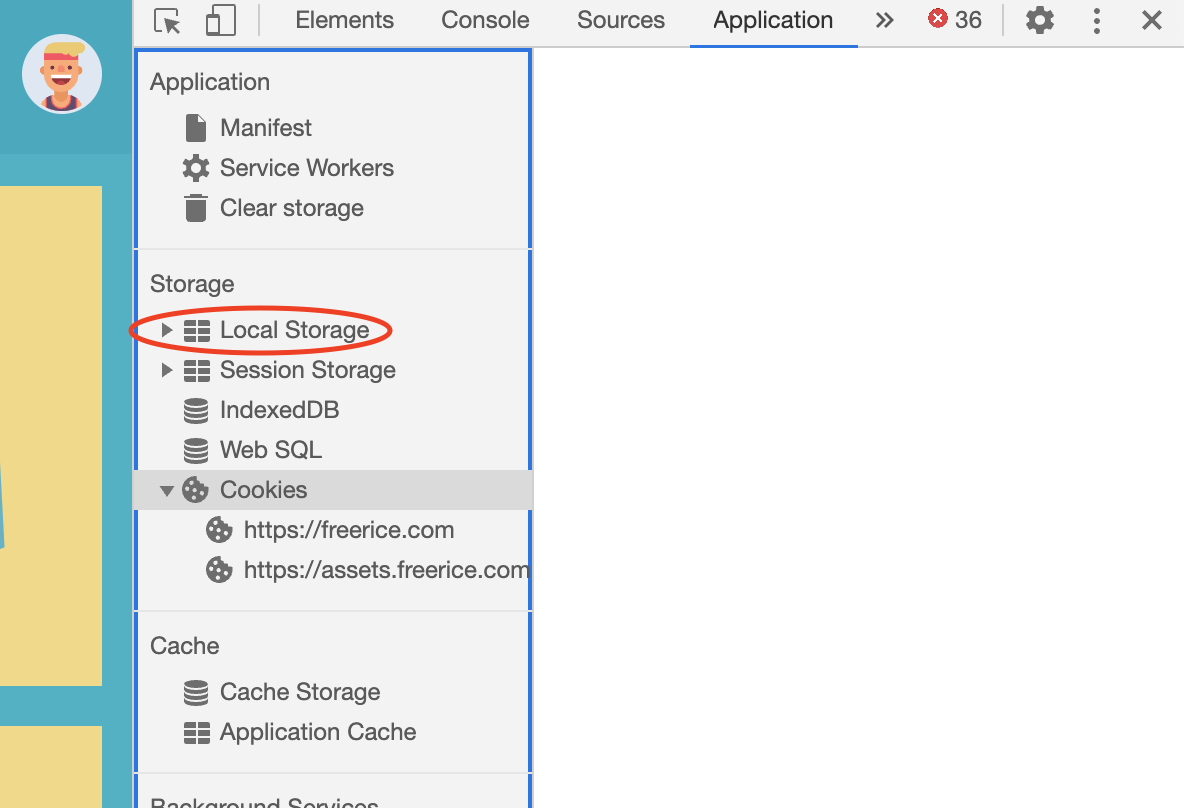 Elements Console Sources Application 36
Application
Manifest
Service Workers
Clear storage
Storage
Local Storage
Session Storage
IndexedDB
Web SQL
Cookies
https://freerice.com
https://assets.freerice.com
Cache
Cache Storage
Application Cache
Background Services